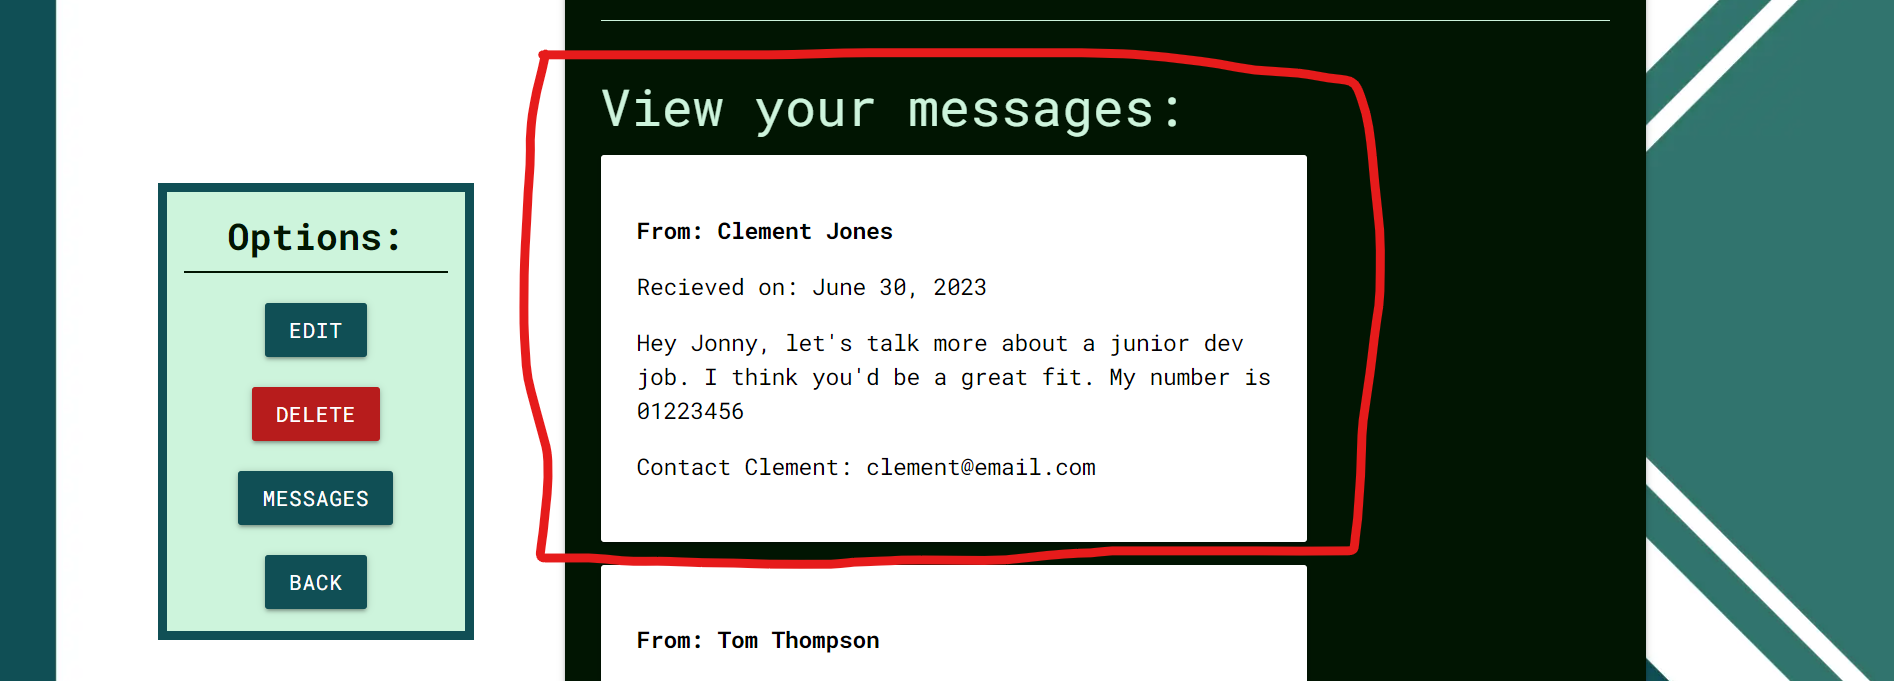 Options:
EDIT
DELETE
MESSAGES
BACK
View your messages:
From: Clement Jones
Recieved on: June 30, 2023
Hey Jonny, let's talk more about a junior dev
job. I think you'd be a great fit. My number is
01223456
Contact Clement: clement@email.com
From: Tom Thompson